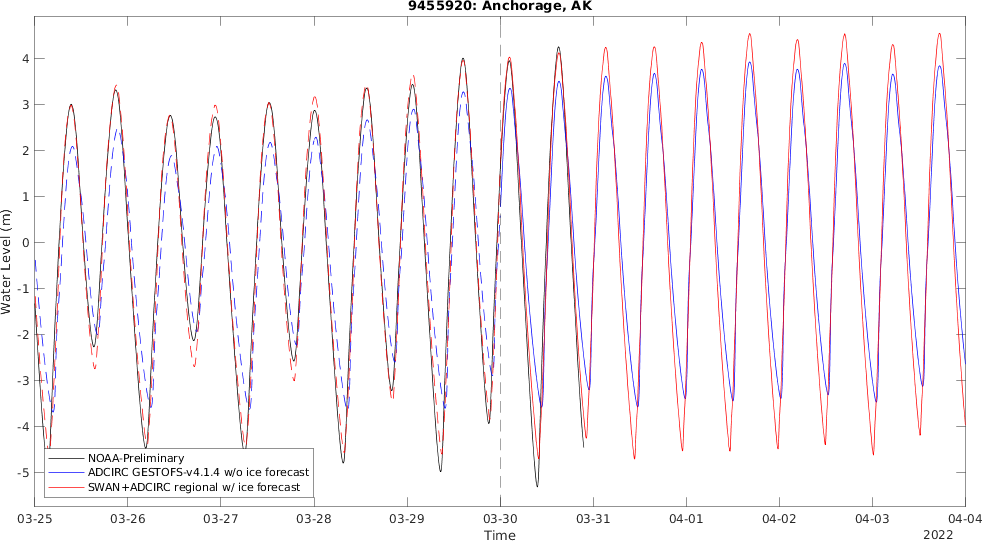 9455920: Anchorage, AK
4
3
2
1
0
-1
-2
-3
-4
-5
Water Level (m)
NOAA-Preliminary
ADCIRC GESTOFS-v4.1.4 w/o ice forecast
SWAN+ADCIRC regional w/ ice forecast
03-25 03-26 03-27 03-28 03-29 03-30 03-31 04-01 04-02 04-03 04-04
Time
2022